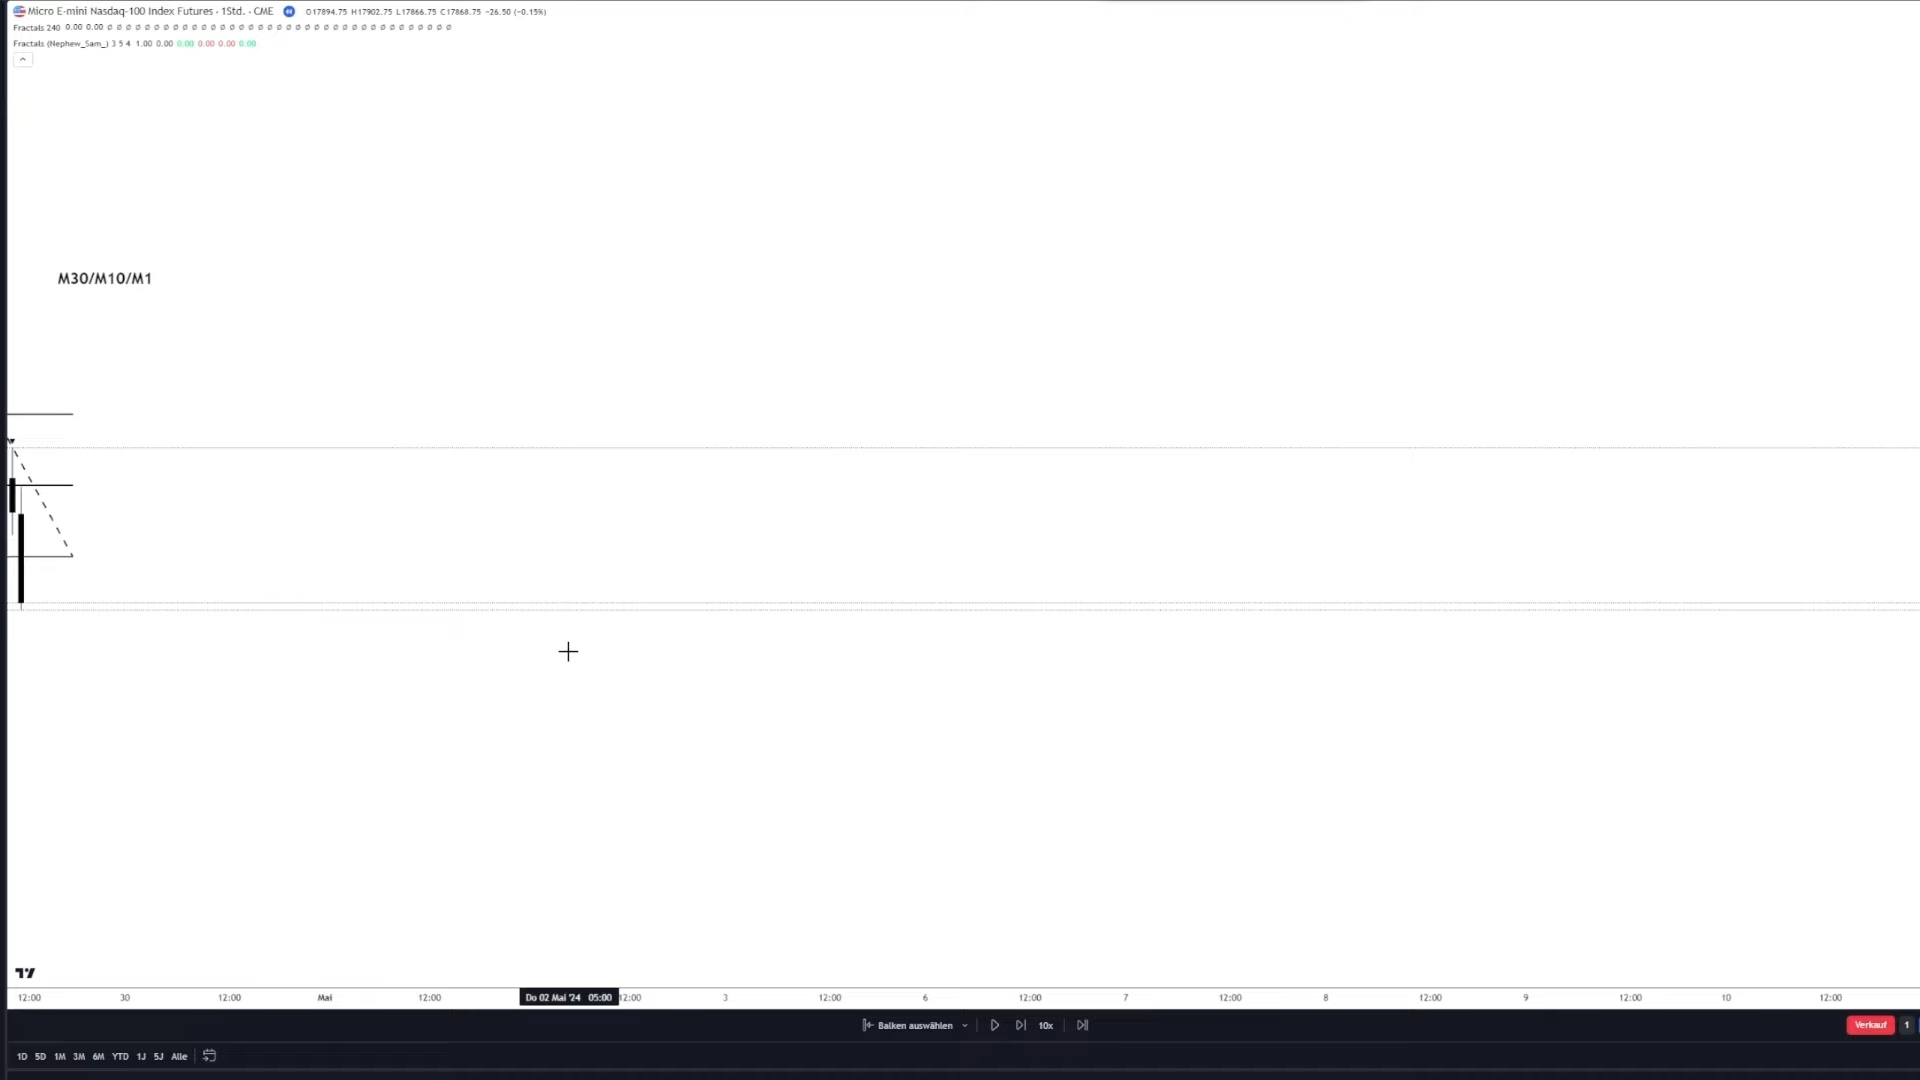 Micro E-mini Nasdaq-100 Index Futures · 1Std. · CME O17894.75 H17902.75 L17866.75 C17868.75 −26.50 (−0.15%)
Fractals 240 0.00 0.00 ∅ ∅ ∅ ∅ ∅ ∅ ∅ ∅ ∅ ∅ ∅ ∅ ∅ ∅ ∅ ∅ ∅ ∅ ∅ ∅ ∅ ∅ ∅ ∅ ∅ ∅ ∅ ∅ ∅ ∅ ∅ ∅ ∅ ∅ ∅ ∅ ∅
Fractals (Nephew_Sam_) 3 5 4 1.00 0.00 0.00 0.00 0.00 0.00
M30/M10/M1
12:00 30 12:00 Mai 12:00 Do 02 Mai '24 05:00 12:00 3 12:00 6 12:00 7 12:00 8 12:00 9 12:00 10 12:00
Balken auswählen 10x Verkauf 1
1D 5D 1M 3M 6M YTD 1J 5J Alle